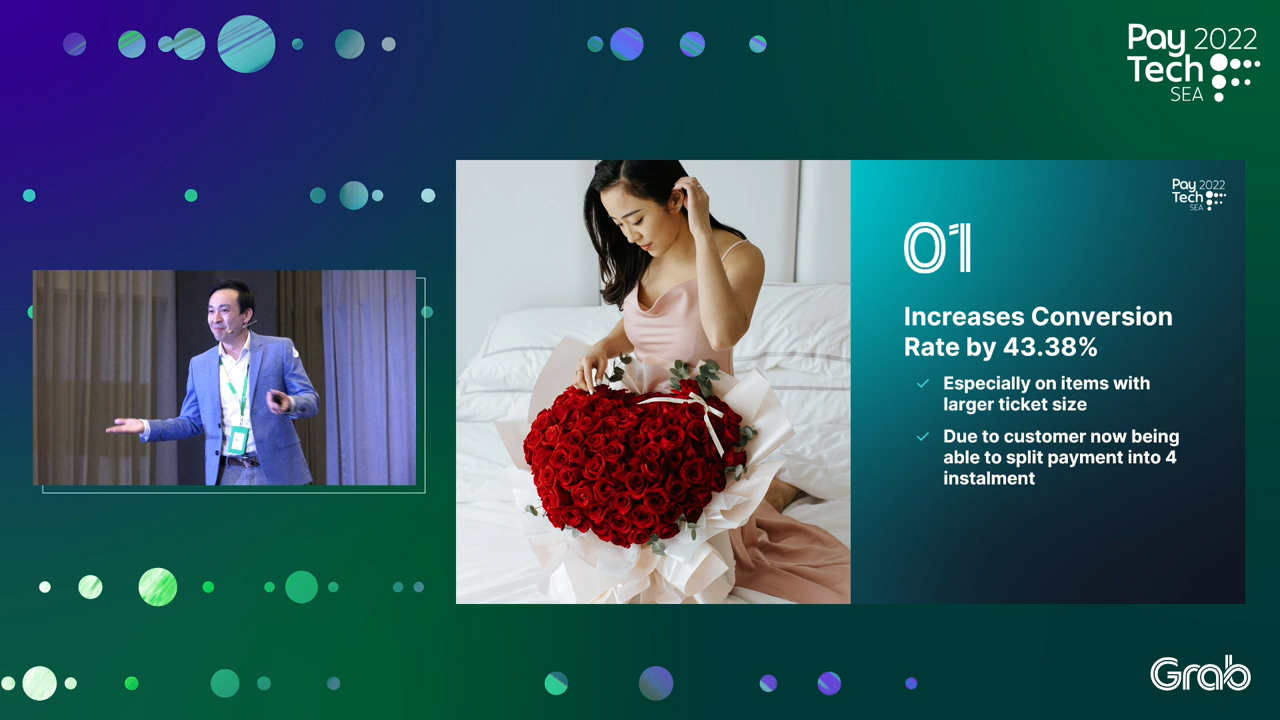 Pay 2022
Tech
SEA
Pay 2022
Tech
SEA
01
Increases Conversion
Rate by 43.38%
Especially on items with
larger ticket size
Due to customer now being
able to split payment into 4
instalment
Grab